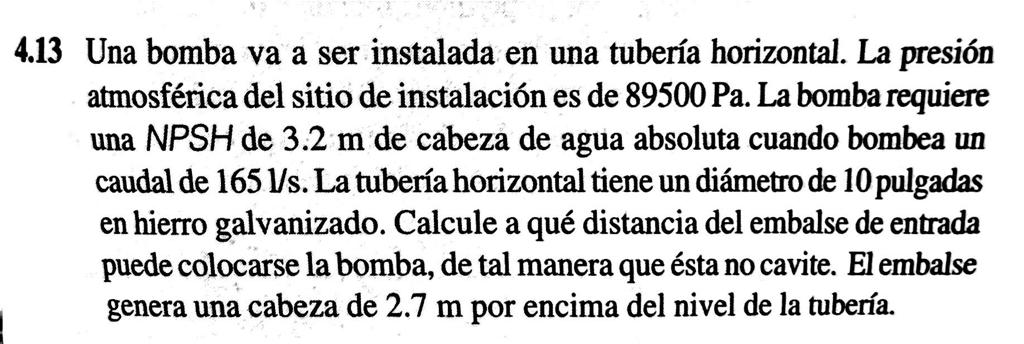 4.13 Una bomba va a ser instalada en una tubería horizontal. La presión
atmosférica del sitio de instalación es de 89500 Pa. La bomba requiere
una NPSH de 3.2 m de cabeza de agua absoluta cuando bombea un
caudal de 165 l/s. La tubería horizontal tiene un diámetro de 10 pulgadas
en hierro galvanizado. Calcule a qué distancia del embalse de entrada
puede colocarse la bomba, de tal manera que ésta no cavite. El embalse
genera una cabeza de 2.7 m por encima del nivel de la tubería.